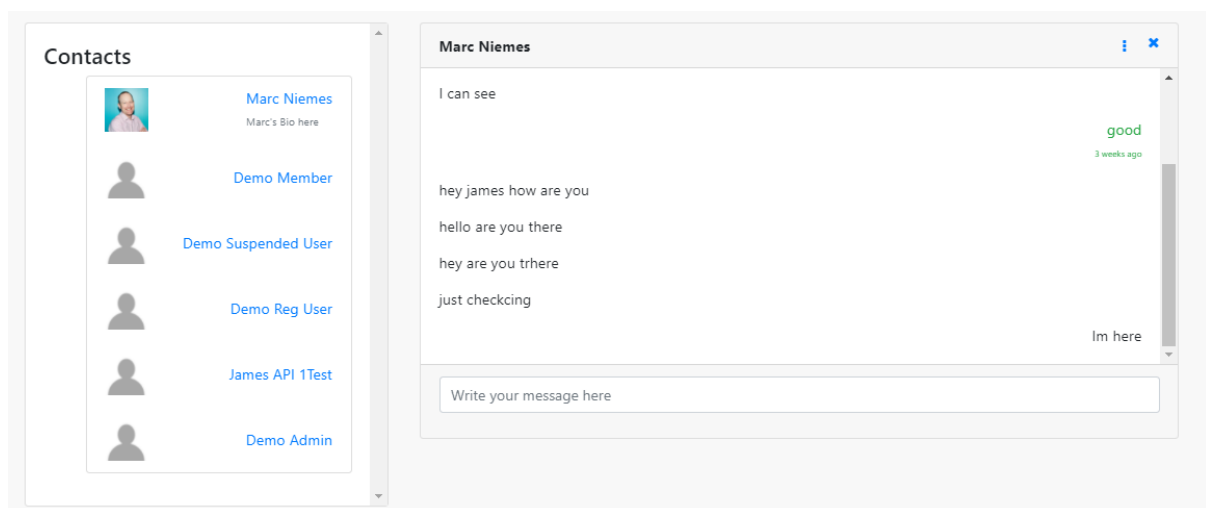 Contacts
Marc Niemes
Marc's Bio here
Demo Member
Demo Suspended User
Demo Reg User
James API 1Test
Demo Admin
Marc Niemes
I can see
good
3 weeks ago
hey james how are you
hello are you there
hey are you trhere
just checkcing
Im here
Write your message here